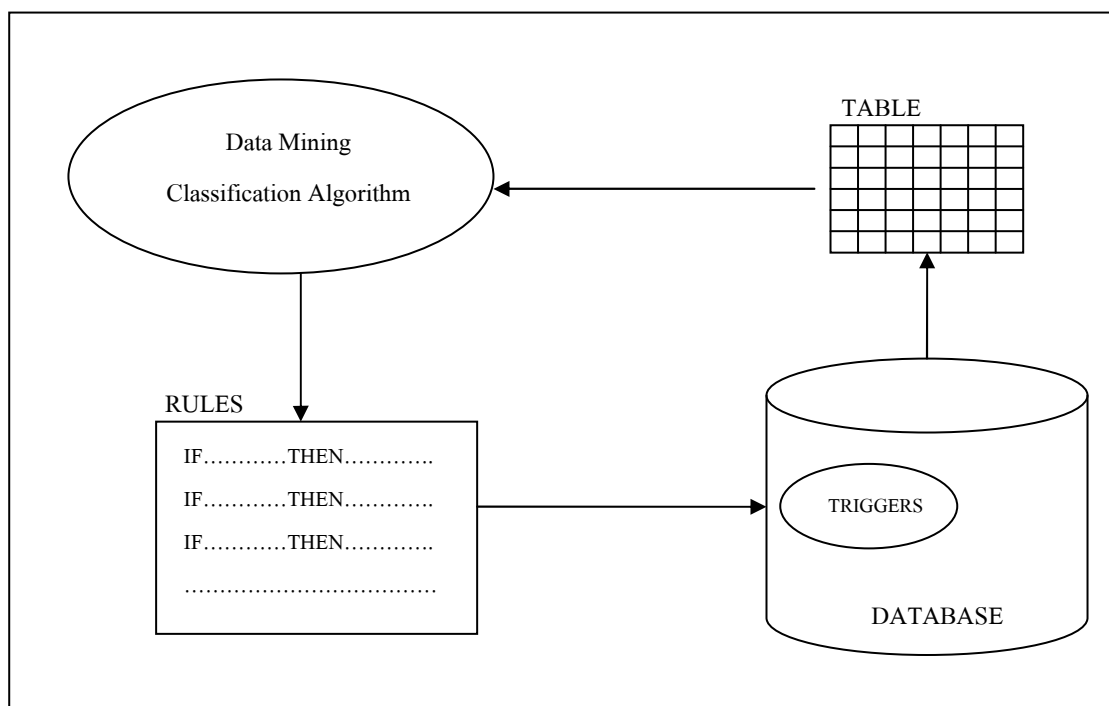 Data Mining
Classification Algorithm
TABLE
RULES
IF…………THEN………….
IF…………THEN………….
IF…………THEN………….
………………………………
TRIGGERS
DATABASE